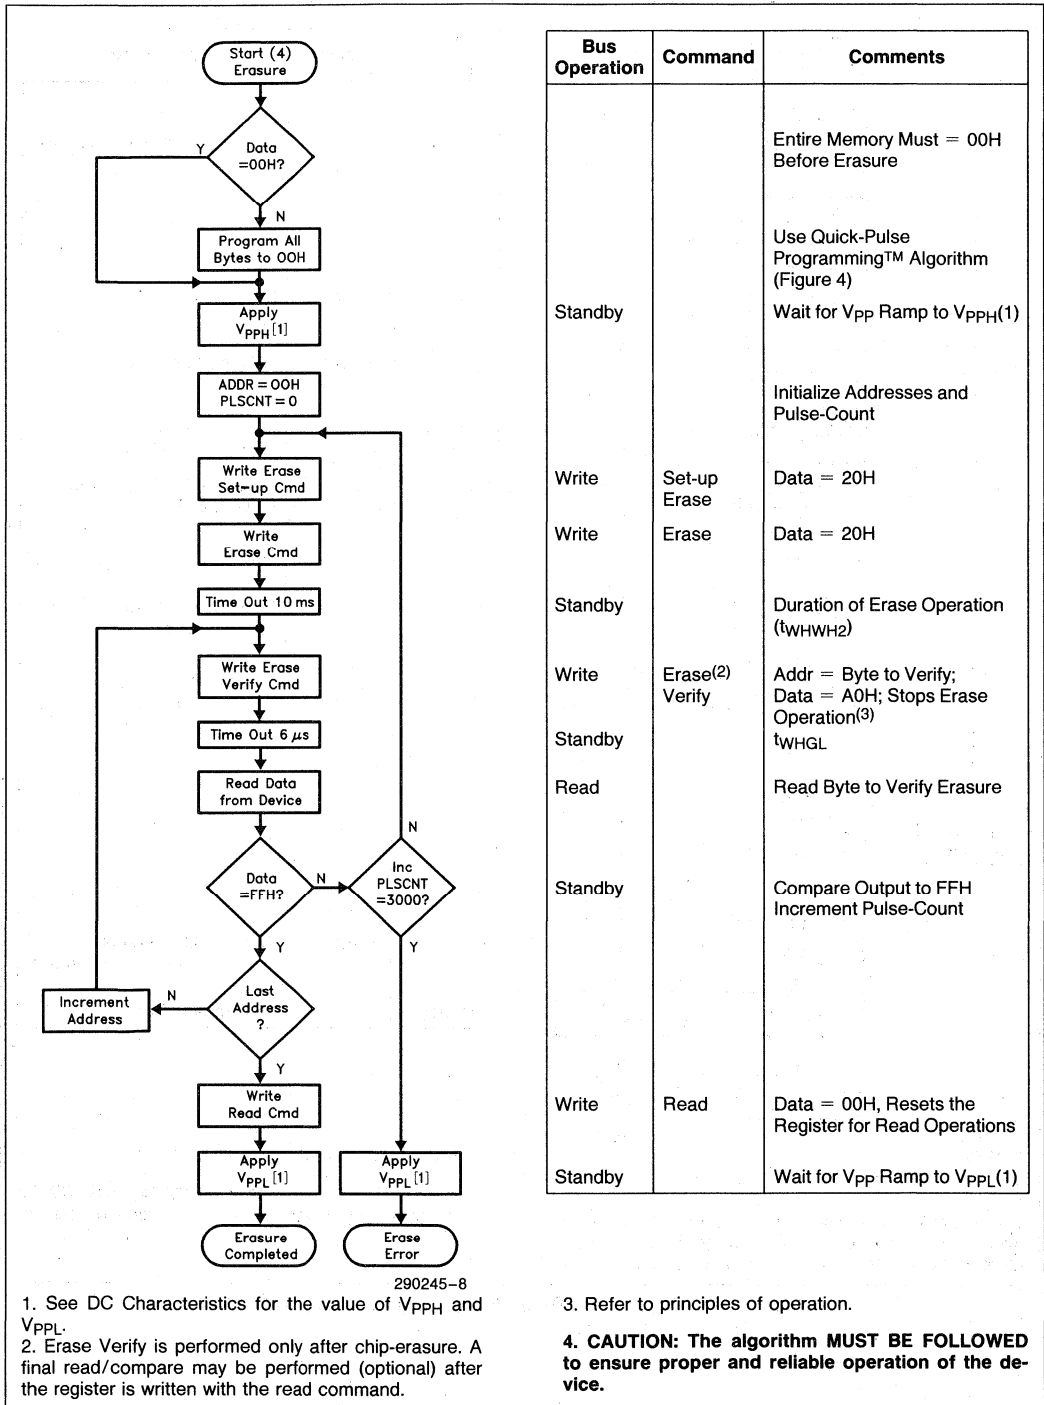 Start (4)
Erasure
Data
=00H?
Y
N
Program All
Bytes to 00H
Apply
VPPH[1]
ADDR = 00H
PLSCNT = 0
Write Erase
Set-up Cmd
Write
Erase Cmd
Time Out 10 ms
Write Erase
Verify Cmd
Time Out 6 µs
Read Data
from Device
Data
=FFH?
N
Y
Inc
PLSCNT
=3000?
N
Y
Last
Address
?
N
Y
Increment
Address
Write
Read Cmd
Apply
VPPL[1]
Apply
VPPL[1]
Erasure
Completed
Erase
Error
290245-8
Bus
Operation
Command
Comments
Entire Memory Must = 00H
Before Erasure
Use Quick-Pulse
Programming™ Algorithm
(Figure 4)
Standby Wait for VPP Ramp to VPPH(1)
Initialize Addresses and
Pulse-Count
Write Set-up Data = 20H
Erase
Write Erase Data = 20H
Standby Duration of Erase Operation
(tWHWH2)
Write Erase(2) Addr = Byte to Verify;
Verify Data = A0H; Stops Erase
Operation(3)
Standby tWHGL
Read Read Byte to Verify Erasure
Standby Compare Output to FFH
Increment Pulse-Count
Write Read Data = 00H, Resets the
Register for Read Operations
Standby Wait for VPP Ramp to VPPL(1)
1. See DC Characteristics for the value of VPPH and
VPPL.
2. Erase Verify is performed only after chip-erasure. A
final read/compare may be performed (optional) after
the register is written with the read command.
3. Refer to principles of operation.
4. CAUTION: The algorithm MUST BE FOLLOWED
to ensure proper and reliable operation of the de-
vice.